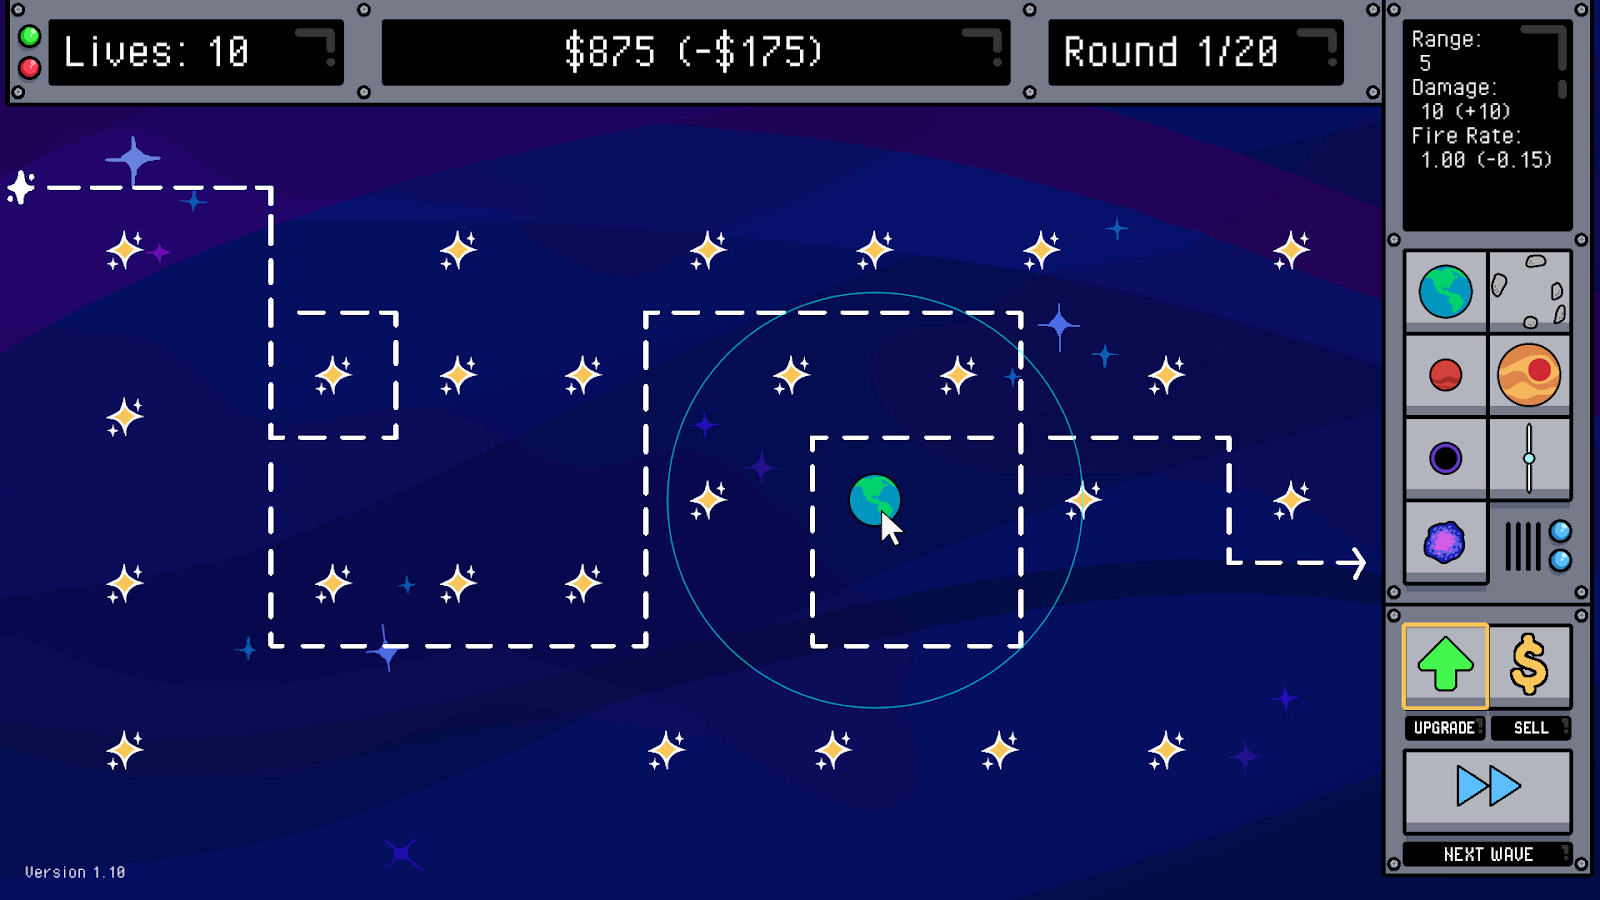 Lives: 10
$875 (-$175)
Round 1/20
Range:
5
Damage:
10 (+10)
Fire Rate:
1.00 (-0.15)
UPGRADE
SELL
NEXT WAVE
Version 1.10